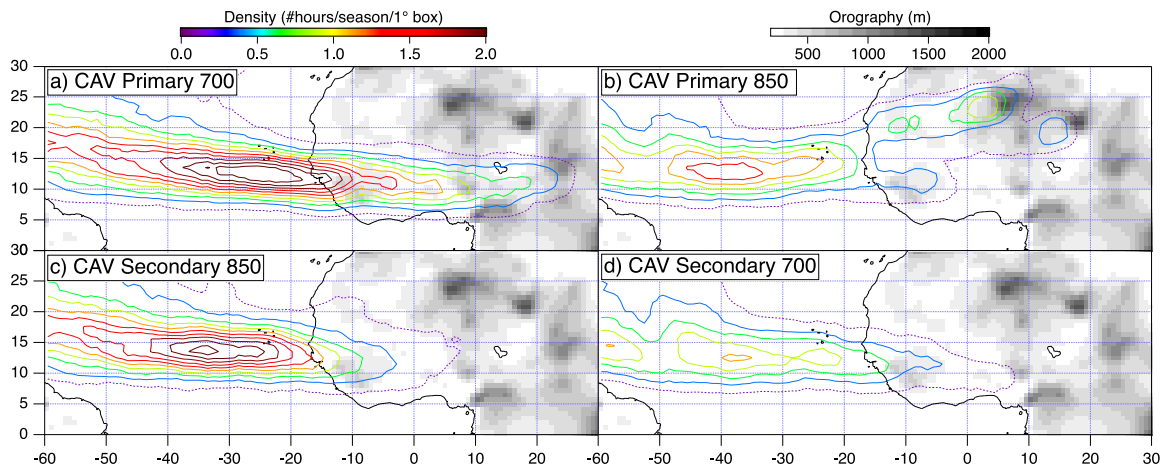 Density (#hours/season/1° box) Orography (m)
0.0 0.5 1.0 1.5 2.0 500 1000 1500 2000
30 a) CAV Primary 700 b) CAV Primary 850
25
20
15
10
5
30 c) CAV Secondary 850 30 d) CAV Secondary 700
25
20
15
10
5
0
-60 -50 -40 -30 -20 -10 0 10 20 -60 -50 -40 -30 -20 -10 0 10 20 30